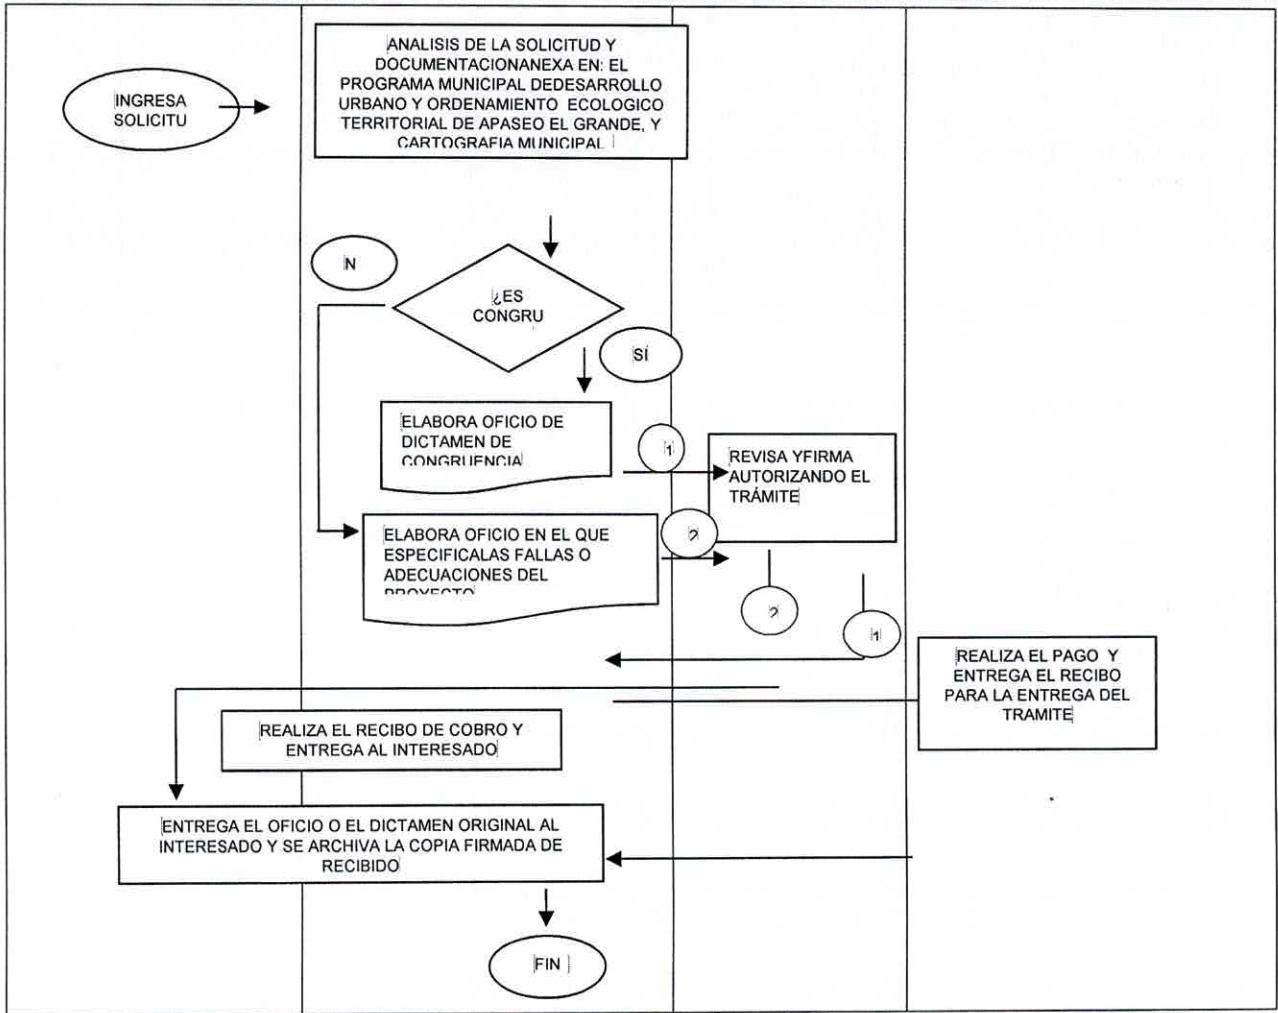 ANALISIS DE LA SOLICITUD Y
DOCUMENTACIONANEXA EN: EL
PROGRAMA MUNICIPAL DEDESARROLLO
URBANO Y ORDENAMIENTO ECOLOGICO
TERRITORIAL DE APASEO EL GRANDE, Y
CARTOGRAFIA MUNICIPAL
INGRESA
SOLICITU
N
¿ES
CONGRU
SÍ
ELABORA OFICIO DE
DICTAMEN DE
CONGRUENCIA
1
REVISA YFIRMA
AUTORIZANDO EL
TRÁMITE
ELABORA OFICIO EN EL QUE
ESPECIFICALAS FALLAS O
ADECUACIONES DEL
PROYECTO
2
2
1
REALIZA EL PAGO Y
ENTREGA EL RECIBO
PARA LA ENTREGA DEL
TRAMITE
REALIZA EL RECIBO DE COBRO Y
ENTREGA AL INTERESADO
ENTREGA EL OFICIO O EL DICTAMEN ORIGINAL AL
INTERESADO Y SE ARCHIVA LA COPIA FIRMADA DE
RECIBIDO
FIN